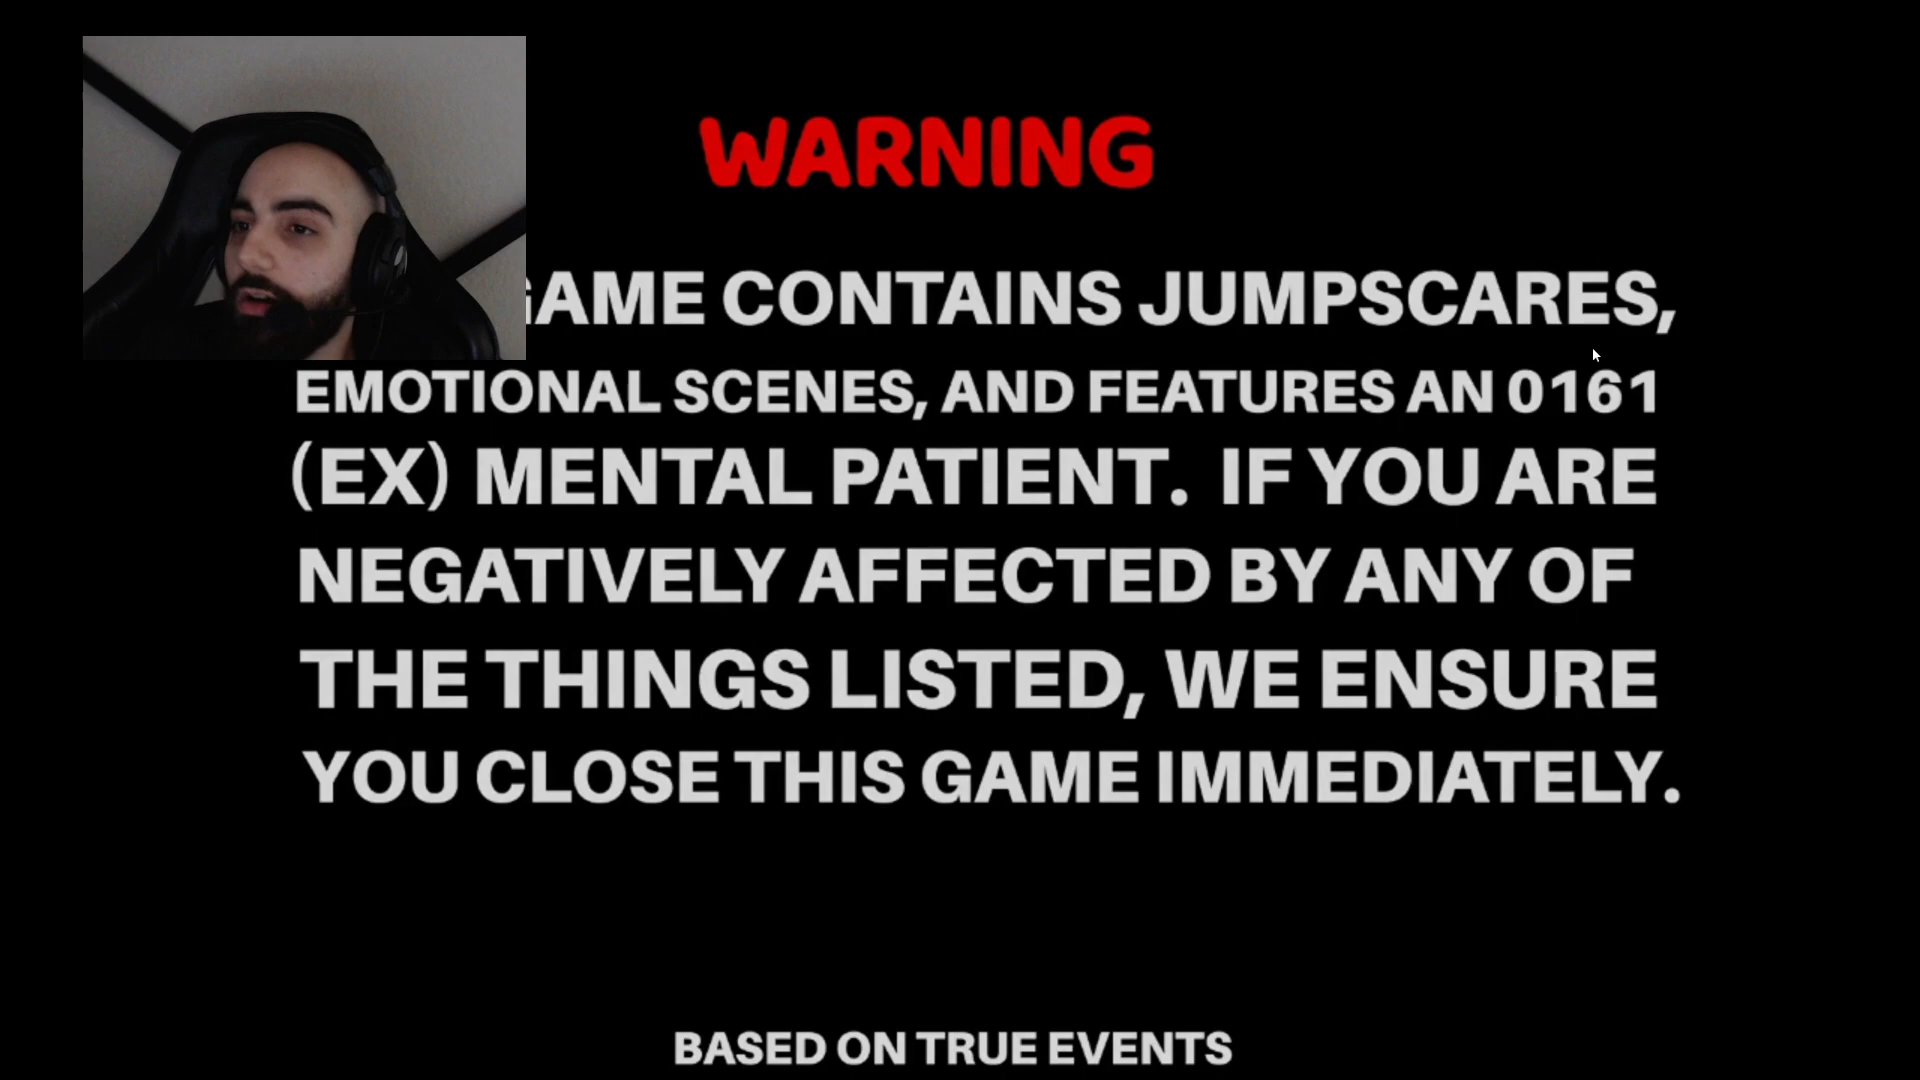 WARNING
GAME CONTAINS JUMPSCARES,
EMOTIONAL SCENES, AND FEATURES AN 0161
(EX) MENTAL PATIENT. IF YOU ARE
NEGATIVELY AFFECTED BY ANY OF
THE THINGS LISTED, WE ENSURE
YOU CLOSE THIS GAME IMMEDIATELY.
BASED ON TRUE EVENTS